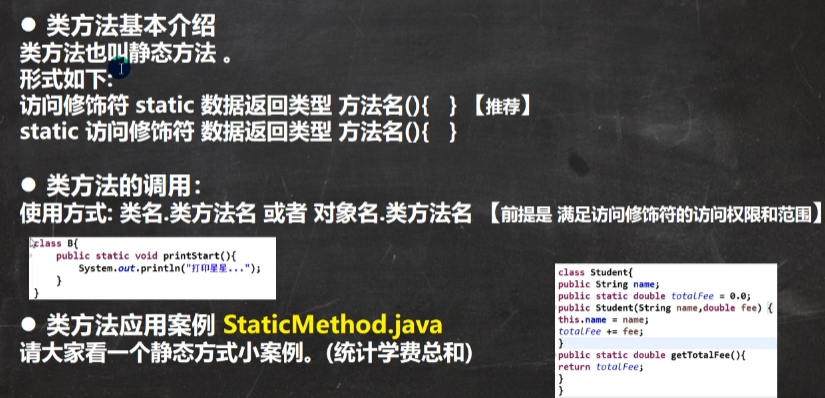 ● 类方法基本介绍
类方法也叫静态方法 。
形式如下:
访问修饰符 static 数据返回类型 方法名(){ } 【推荐】
static 访问修饰符 数据返回类型 方法名(){ }
● 类方法的调用：
使用方式: 类名.类方法名 或者 对象名.类方法名 【前提是 满足访问修饰符的访问权限和范围】
class B{
public static void printStart(){
System.out.println("打印星星...");
}
}
● 类方法应用案例 StaticMethod.java
请大家看一个静态方式小案例。(统计学费总和)
class Student{
public String name;
public static double totalFee = 0.0;
public Student(String name,double fee) {
this.name = name;
totalFee += fee;
}
public static double getTotalFee(){
return totalFee;
}
}